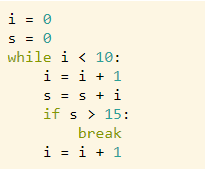 i = 0
s = 0
while i < 10:
    i = i + 1
    s = s + i
    if s > 15:
        break
    i = i + 1